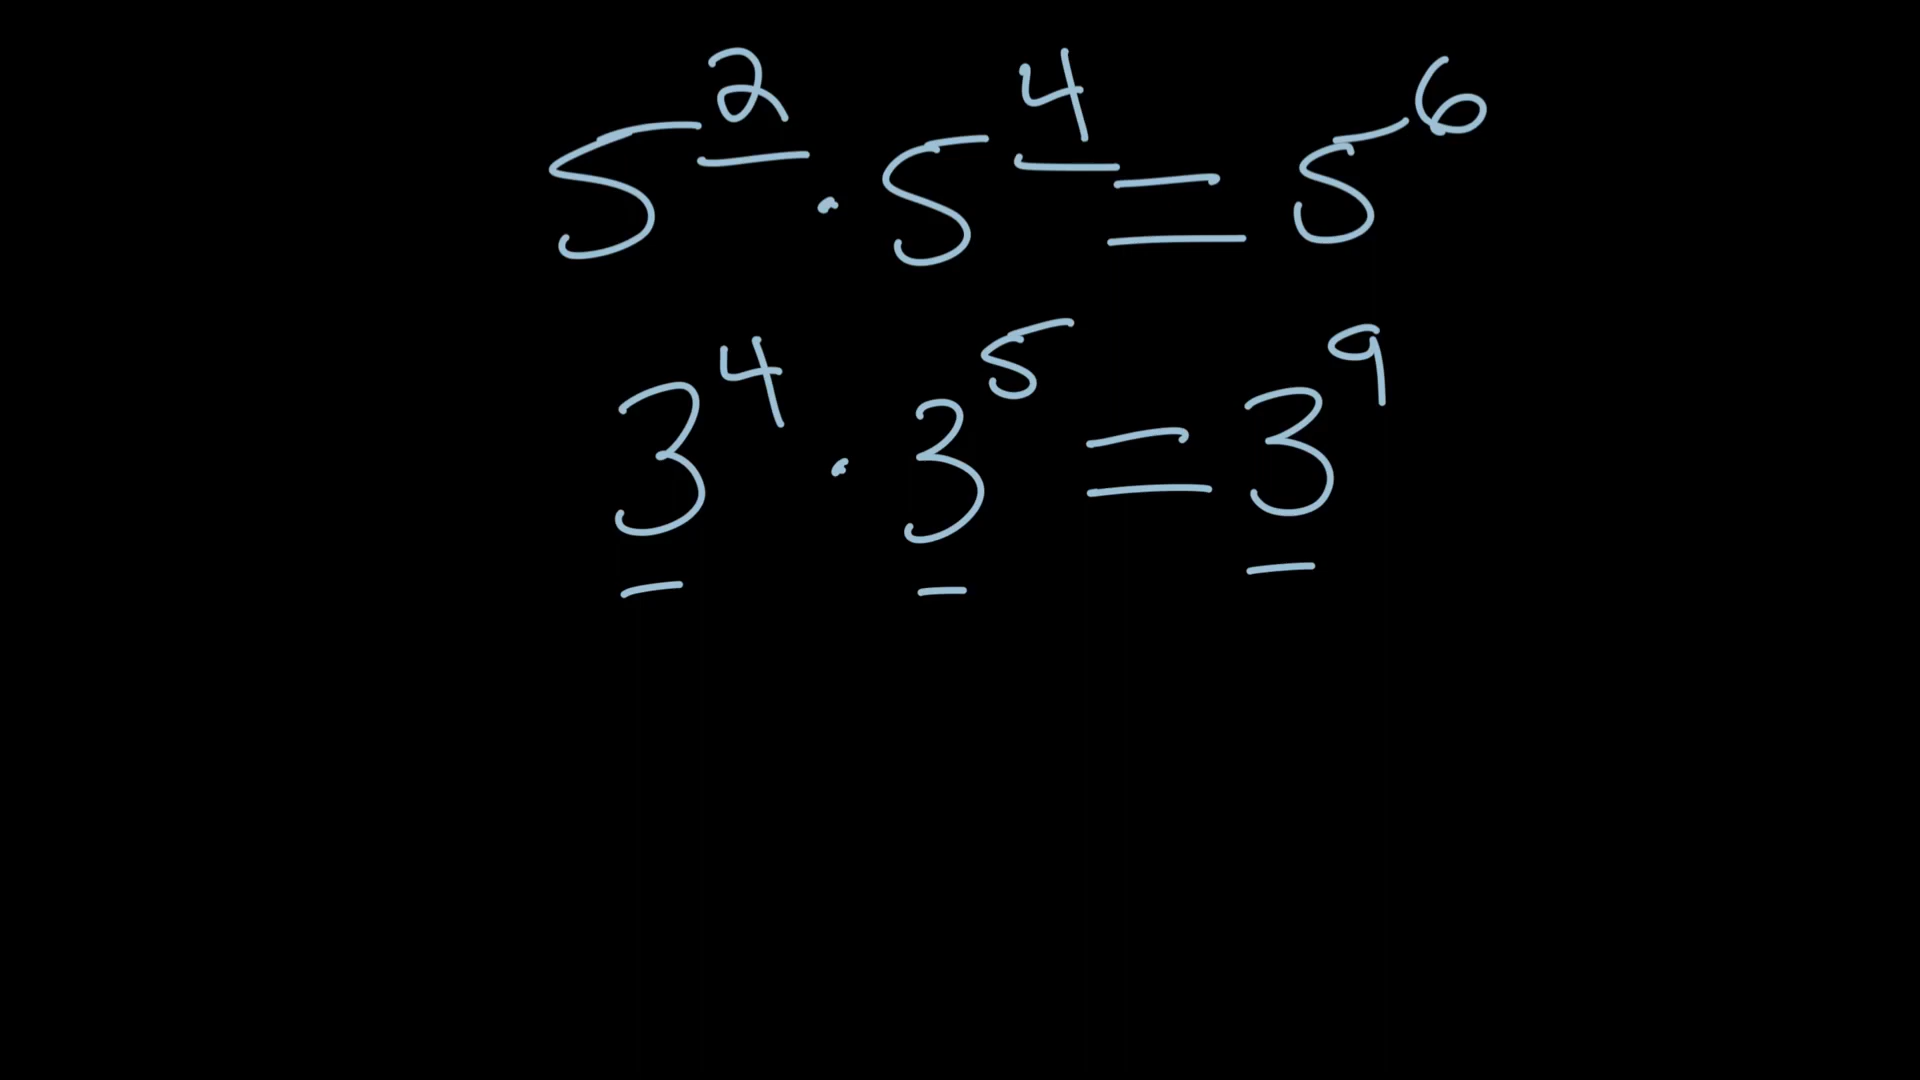 5² · 5⁴ = 5⁶
3⁴ · 3⁵ = 3⁹